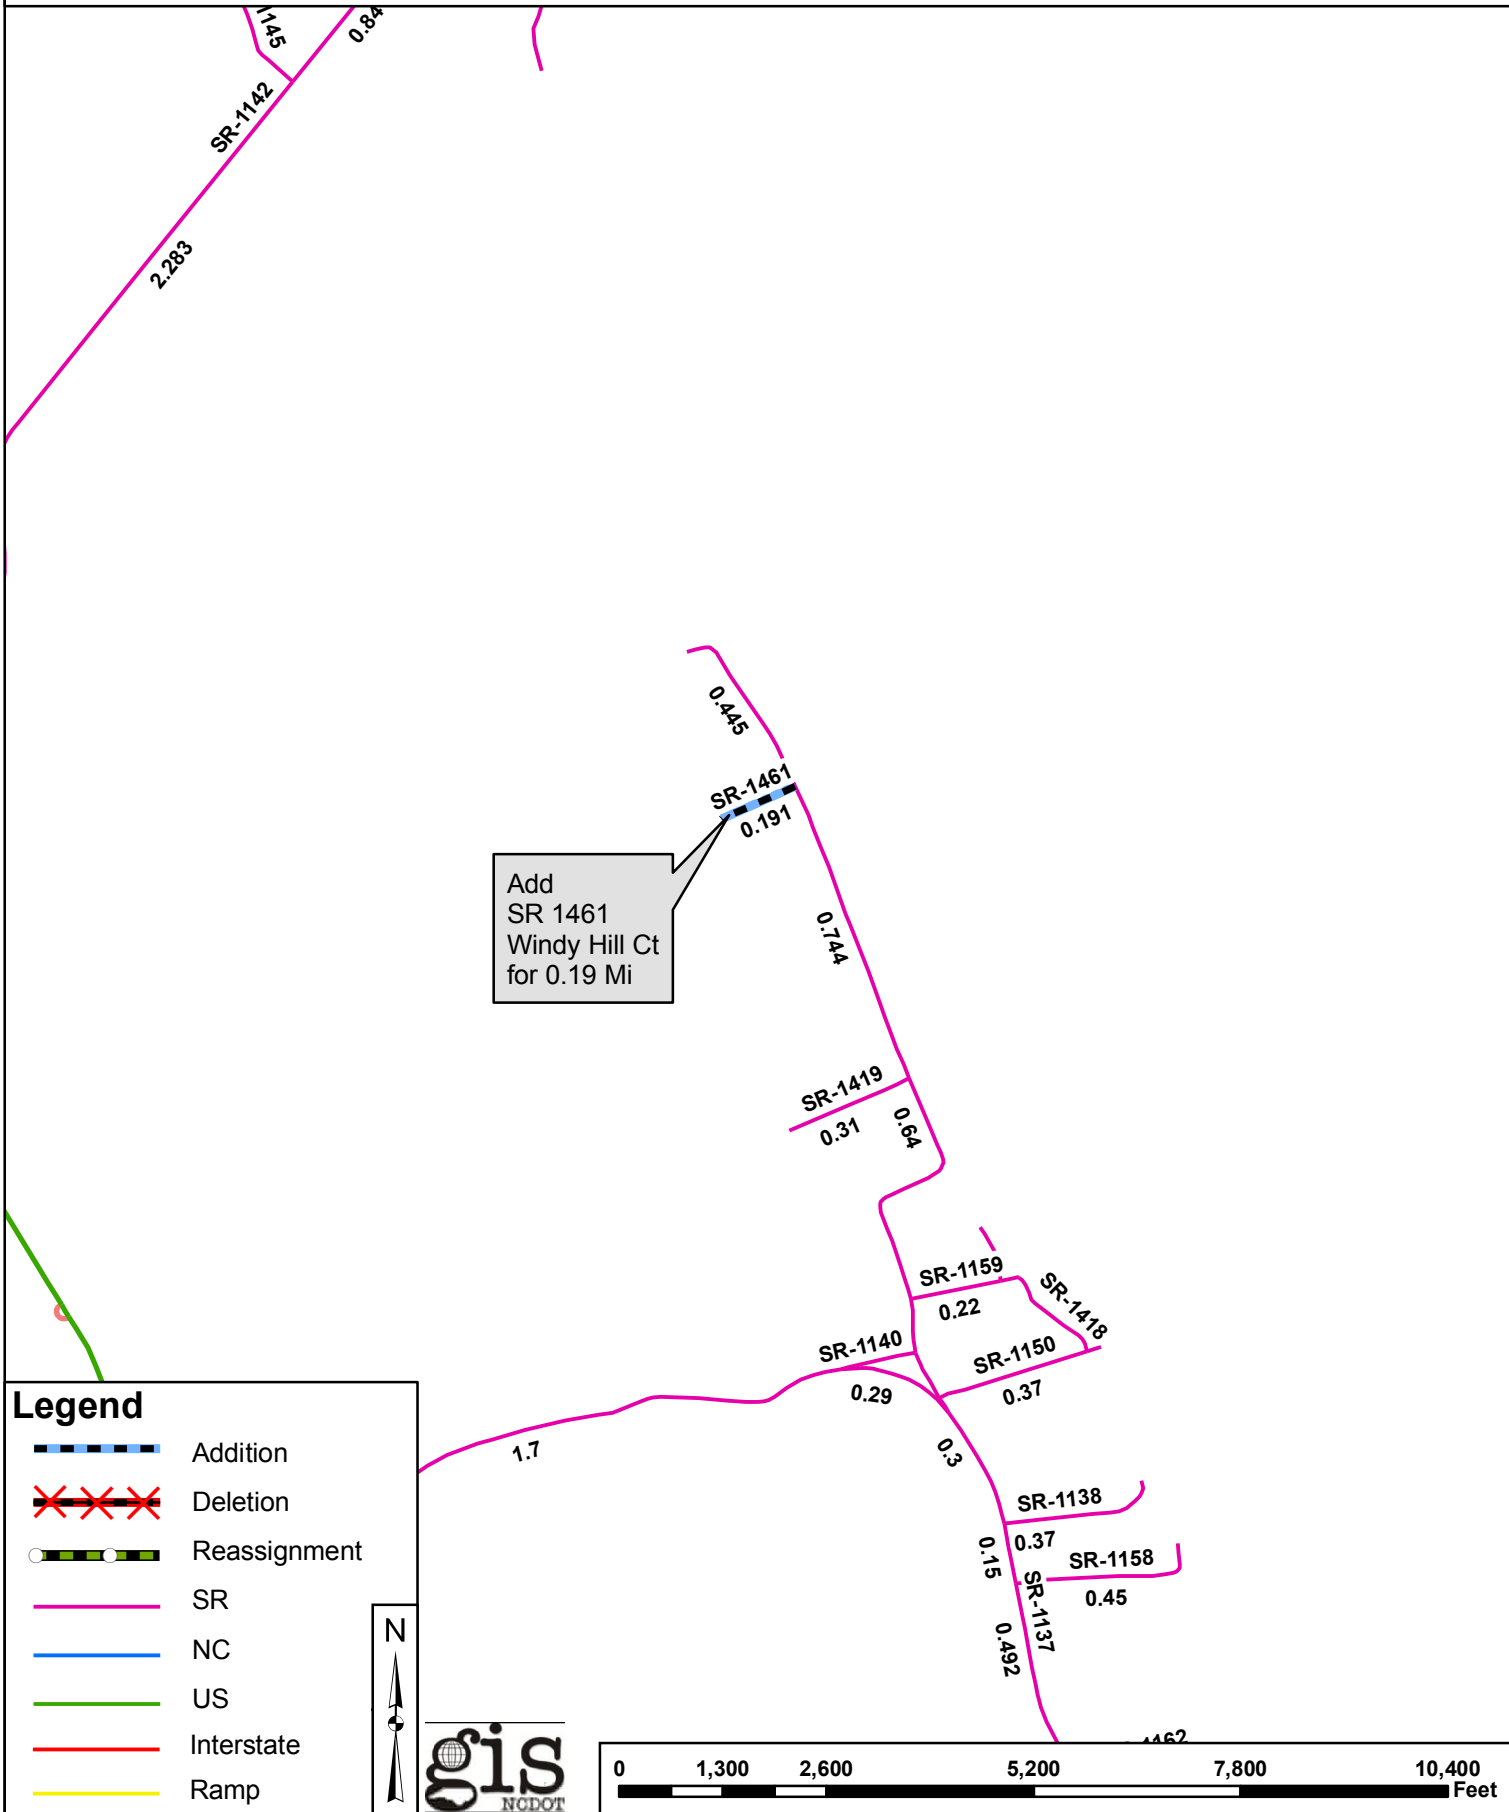 1145
0.84
SR-1142
2.283
0.445
SR-1461
0.191
Add
SR 1461
Windy Hill Ct
for 0.19 Mi
0.744
SR-1419
0.31
0.64
SR-1159
0.22
SR-1418
SR-1140
SR-1150
0.29
0.37
1.7
0.3
SR-1138
0.37
0.15
SR-1158
0.45
SR-1137
0.492
Legend
Addition
Deletion
Reassignment
SR
NC
US
Interstate
Ramp
N
gis
NCDOT
0 1,300 2,600 5,200 7,800 10,400
Feet